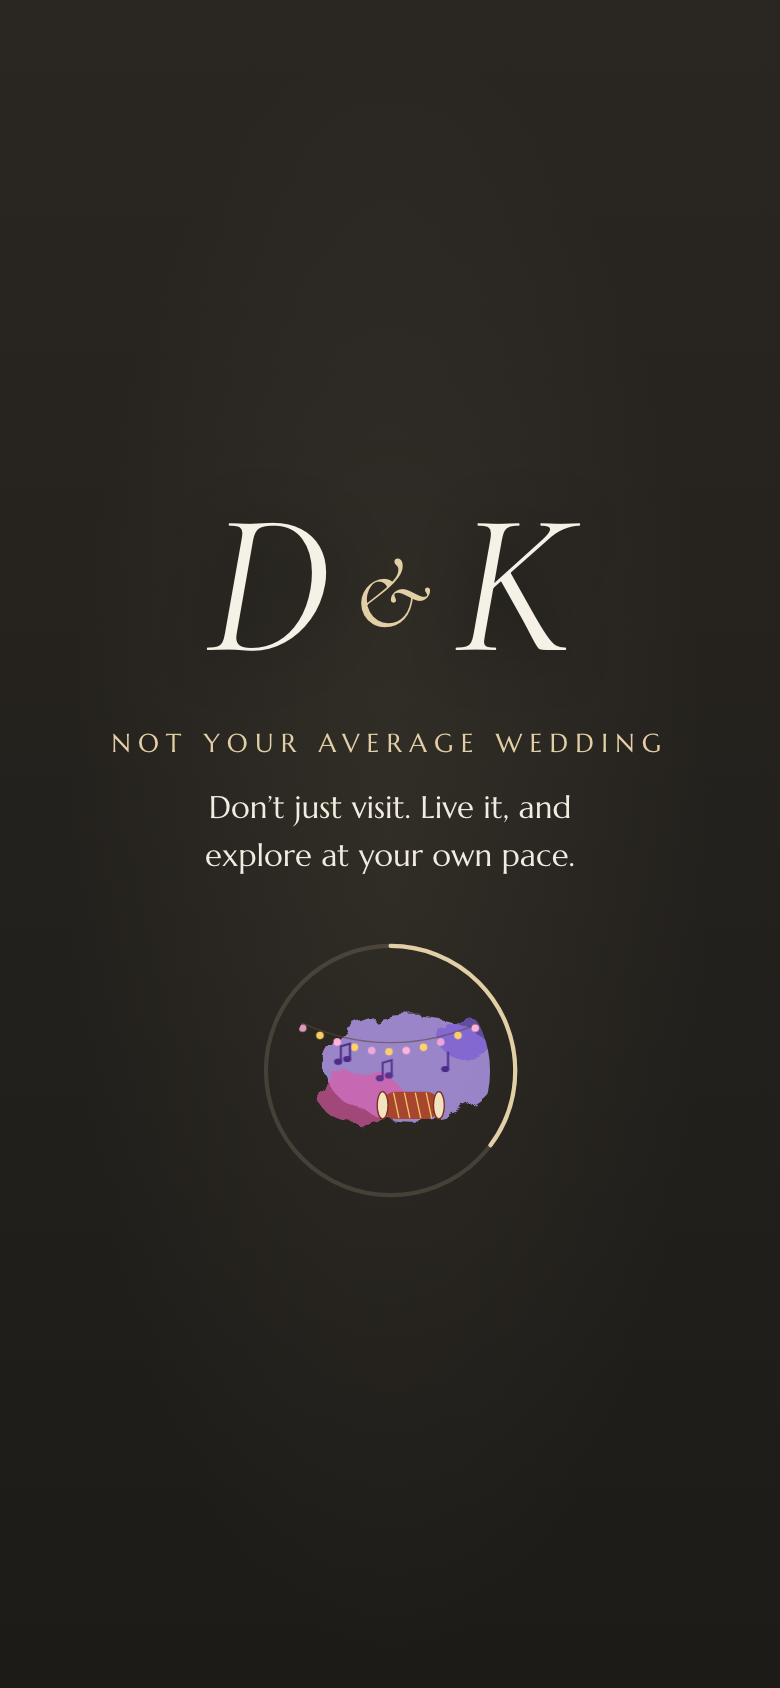 D & K
NOT YOUR AVERAGE WEDDING
Don’t just visit. Live it, and
explore at your own pace.